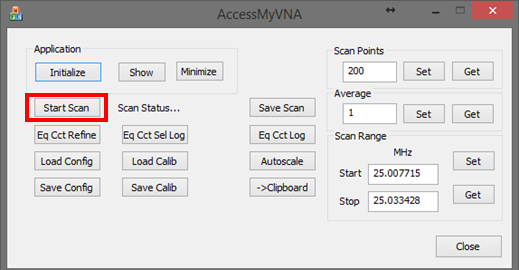 AccessMyVNA
Application
Initialize Show Minimize
Start Scan Scan Status... Save Scan
Eq Cct Refine Eq Cct Sel Log Eq Cct Log
Load Config Load Calib Autoscale
Save Config Save Calib ->Clipboard
Scan Points
200 Set Get
Average
1 Set Get
Scan Range
MHz
Start 25.007715 Set
Stop 25.033428 Get
Close